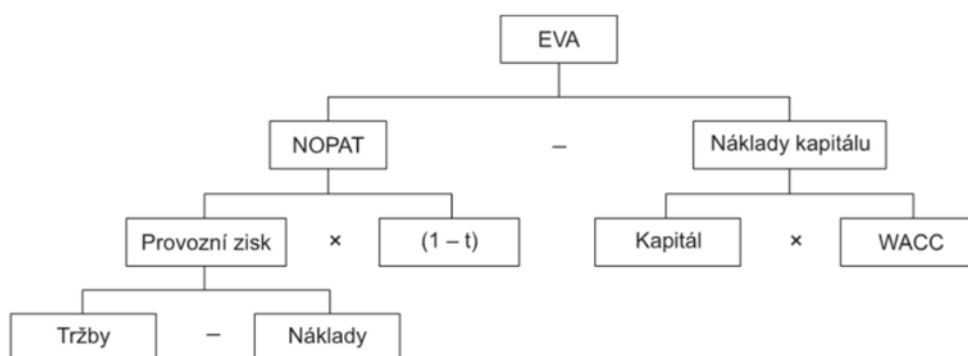 EVA
NOPAT – Náklady kapitálu
Provozní zisk × (1 – t) Kapitál × WACC
Tržby – Náklady